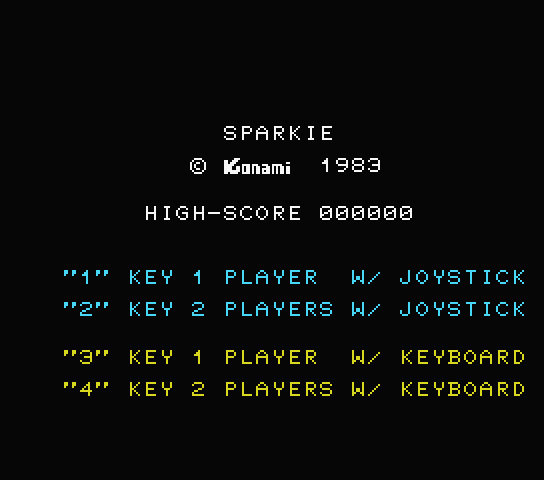 SPARKIE
© Konami 1983
HIGH-SCORE 000000
"1" KEY 1 PLAYER W/ JOYSTICK
"2" KEY 2 PLAYERS W/ JOYSTICK
"3" KEY 1 PLAYER W/ KEYBOARD
"4" KEY 2 PLAYERS W/ KEYBOARD